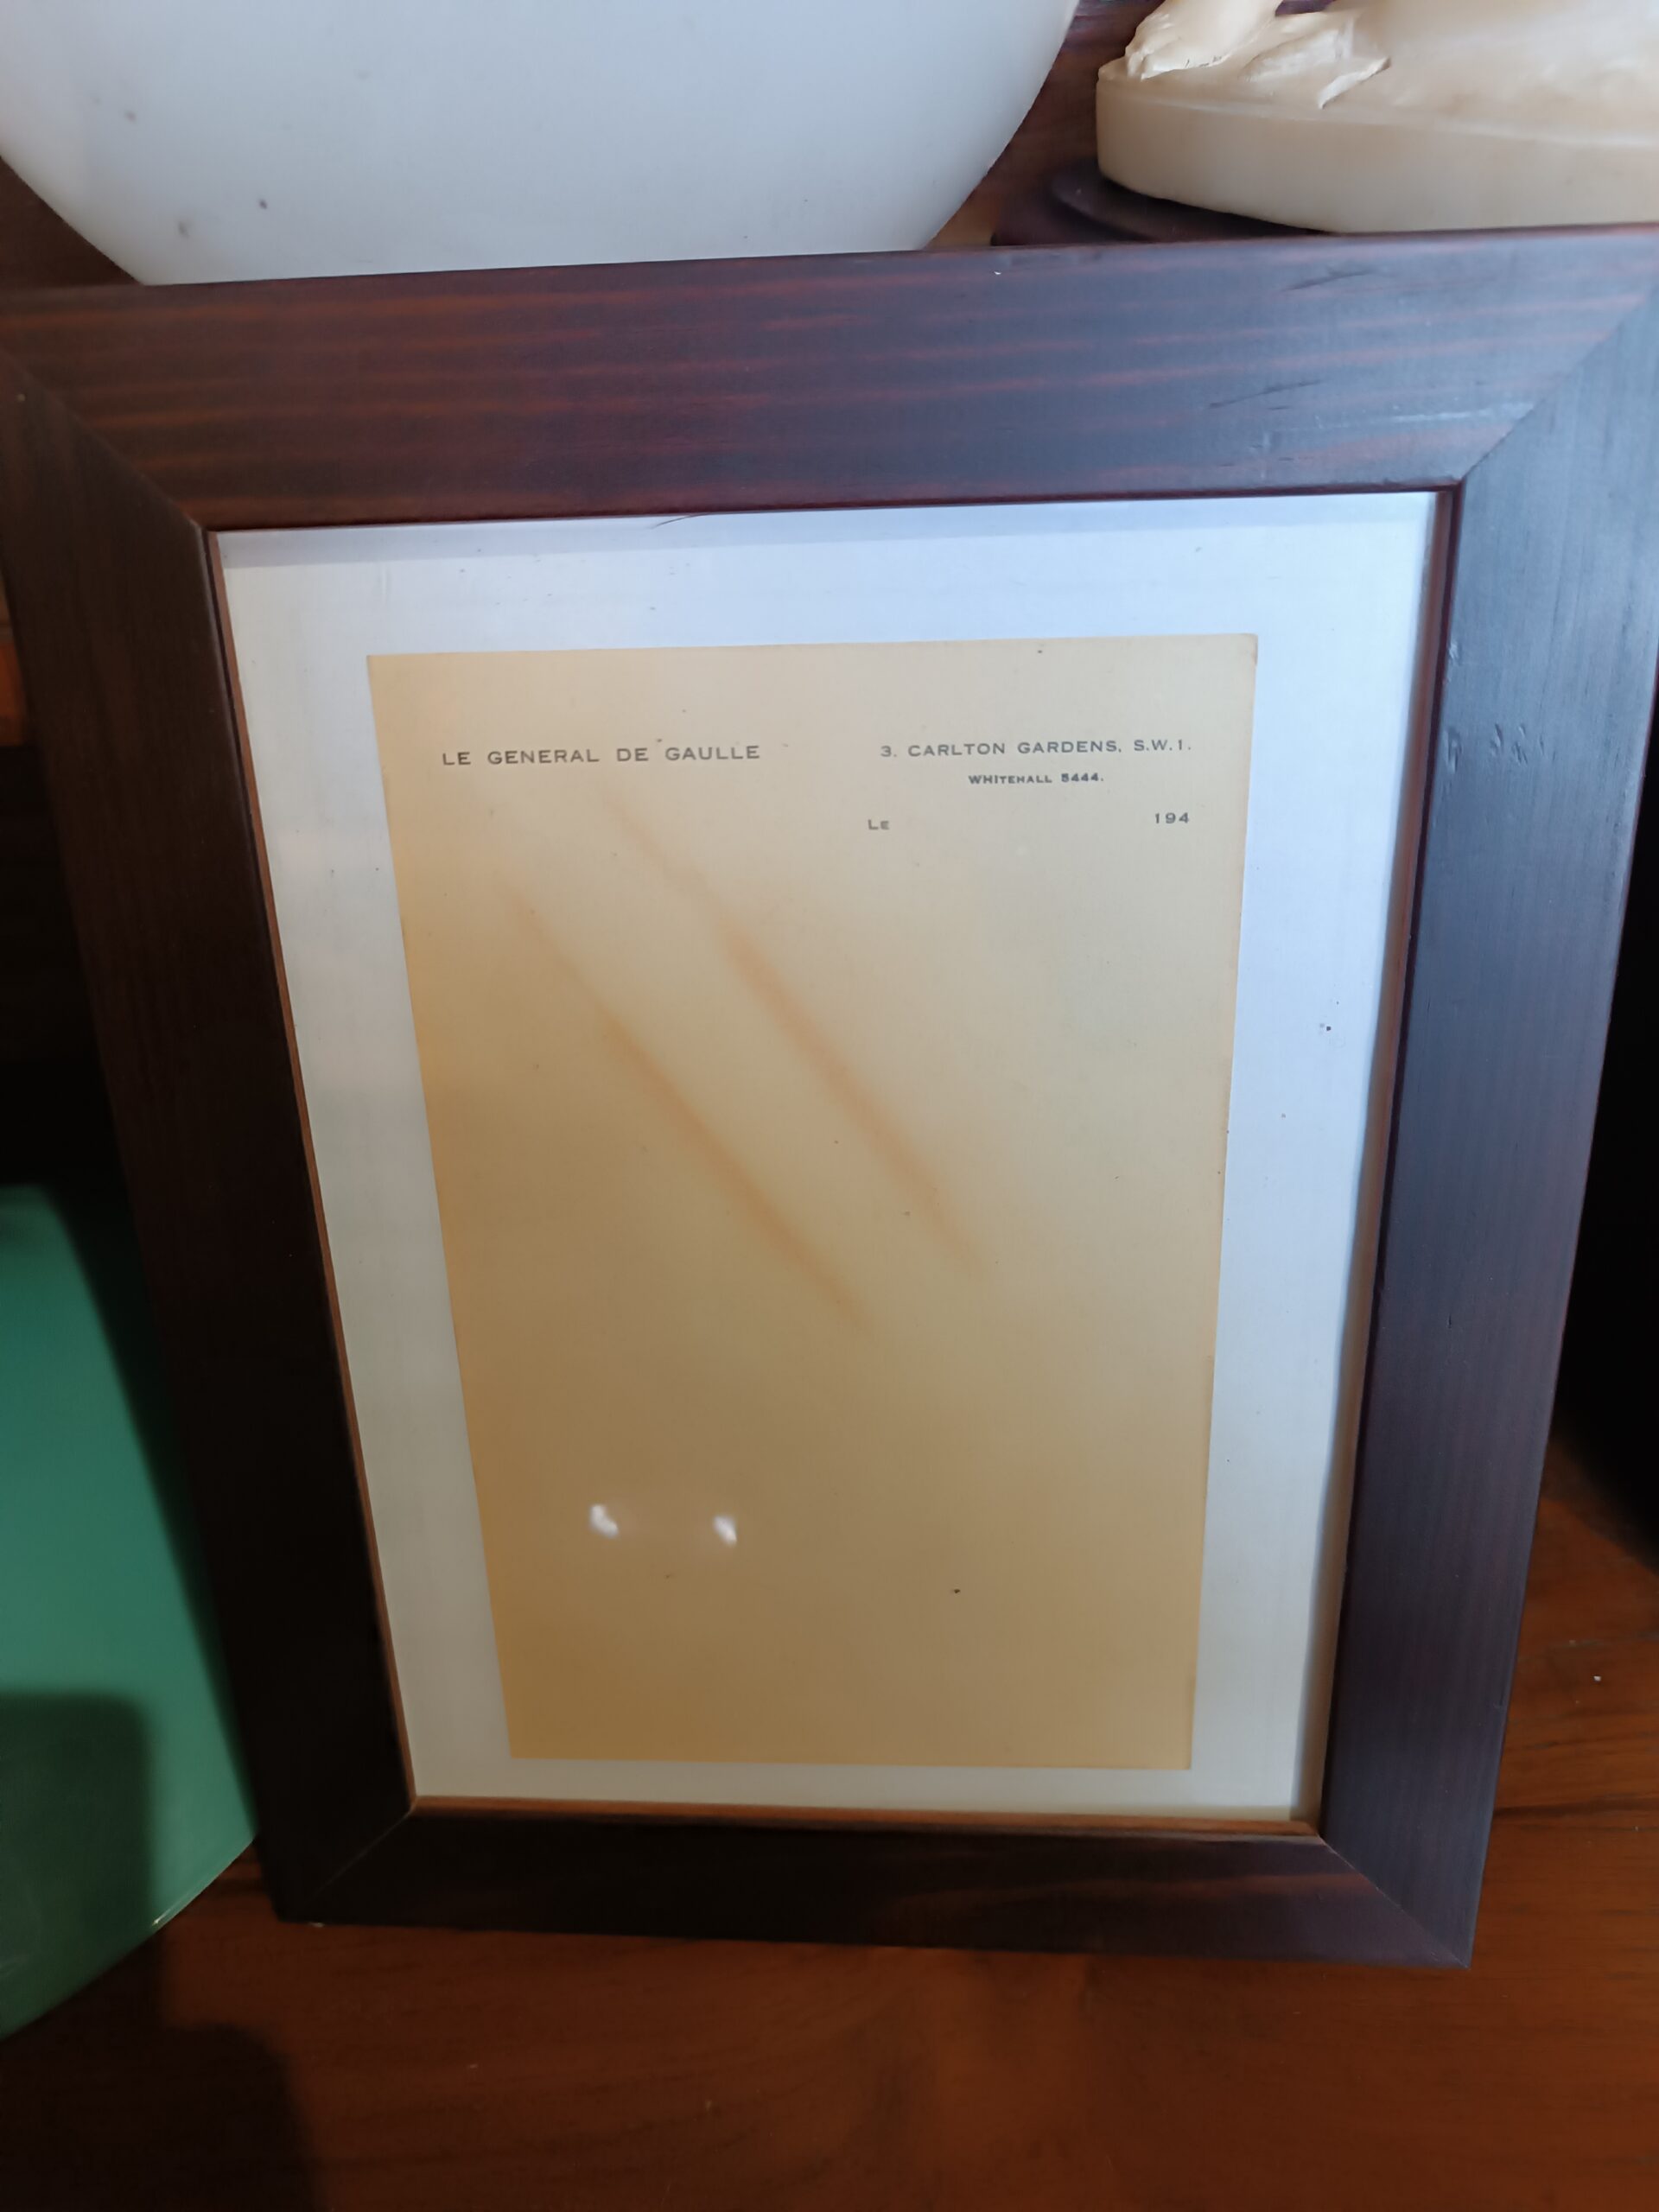 LE GENERAL DE GAULLE
3. CARLTON GARDENS, S.W.1.
WHITEHALL 5444.
LE 194